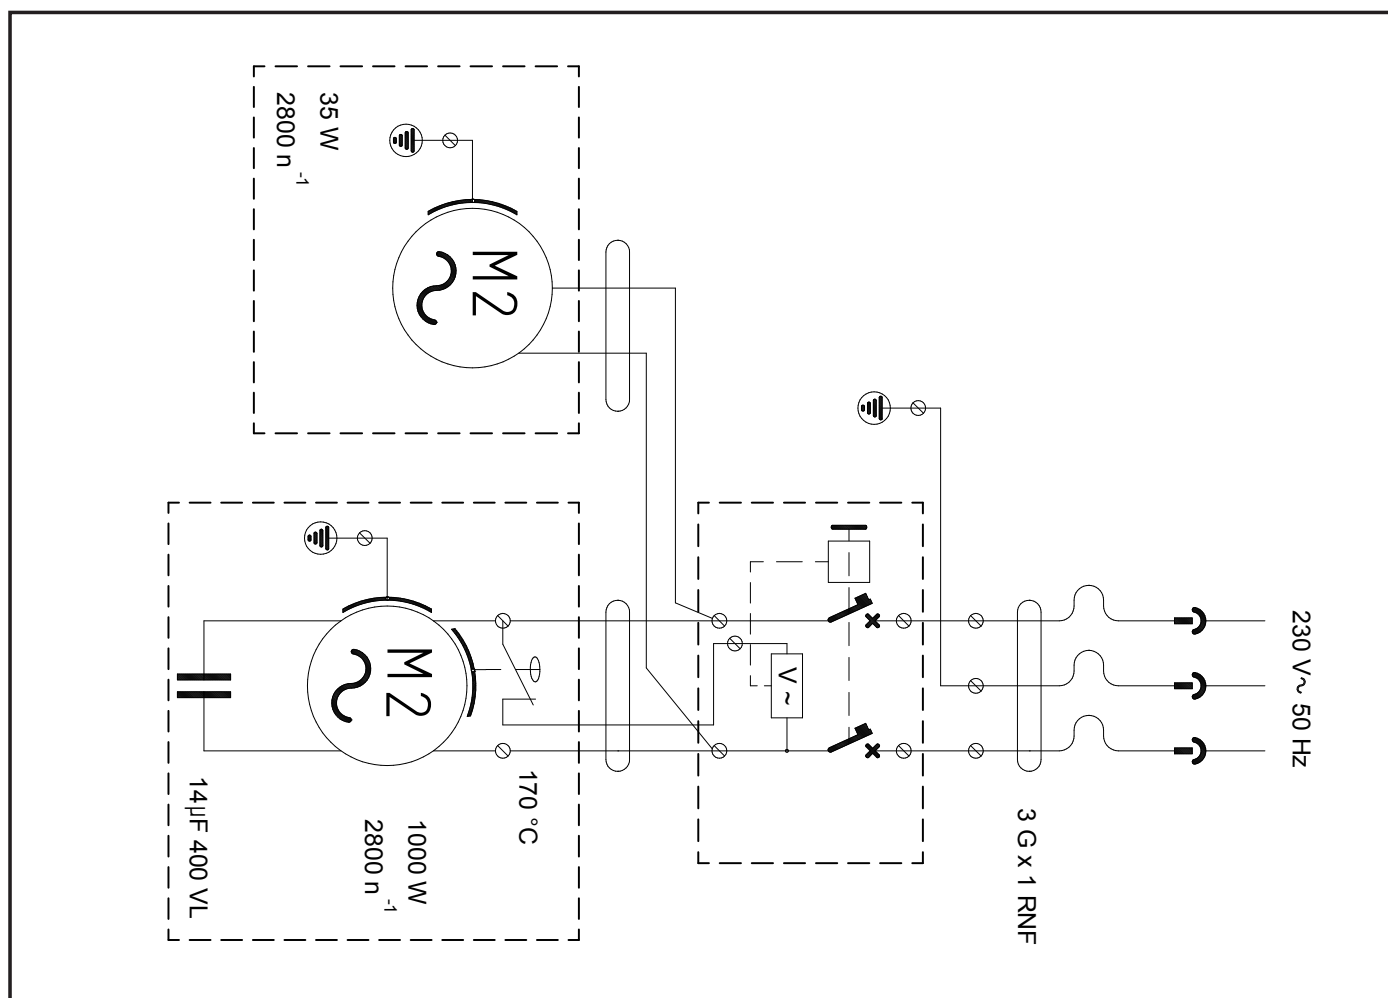 230 V~ 50 Hz
3 G x 1 RNF
V ~
M2
35 W
2800 n -1
M2
170 °C
1000 W
2800 n -1
14µF 400 VL